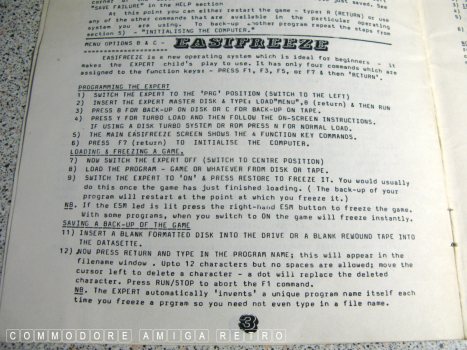 "SAVE FAILURE" in the HELP section
At this point you can either restart the game - type: R (RETURN) or use
any of the other commands that are available in the particular operating
system you are using. To back-up another program repeat the steps from
section 5) - "INITIALISING THE COMPUTER."
MENU OPTIONS B & C -
EASIFREEZE
EASIFREEZE is a new operating system which is ideal for beginners - it
makes the EXPERT child's play to use. It has only four commands which are
assigned to the function keys: - PRESS F1, F3, F5, or F7 & then "RETURN".
PROGRAMMING THE EXPERT
1) SWITCH THE EXPERT TO THE 'PRG' POSITION (SWITCH TO THE LEFT)
2) INSERT THE EXPERT MASTER DISK & TYPE: LOAD"MENU",8 (return) & THEN RUN
3) PRESS B FOR BACK-UP ON DISK OR C FOR BACK-UP ON TAPE.
4) PRESS Y FOR TURBO LOAD AND THEN FOLLOW THE ON-SCREEN INSTRUCTIONS.
IF USING A DISK TURBO SYSTEM OR ROM PRESS N FOR NORMAL LOAD.
5) THE MAIN EASIFREEZE SCREEN SHOWS THE 4 FUNCTION KEY COMMANDS.
6) PRESS F7 (return) TO INITIALISE THE COMPUTER.
LOADING & FREEZING A GAME.
7) NOW SWITCH THE EXPERT OFF (SWITCH TO CENTRE POSITION)
8) LOAD THE PROGRAM - GAME OR WHATEVER FROM DISK OR TAPE.
9) SWITCH THE EXPERT TO 'ON' & PRESS RESTORE TO FREEZE IT. You would usually
do this once the game has just finished loading. ( The back-up of your
program will restart at the point at which you freeze it.)
NB. If the ESM led is lit press the right-hand ESM button to freeze the game.
With some programs, when you switch to ON the game will freeze instantly.
SAVING A BACK-UP OF THE GAME
11) INSERT A BLANK FORMATTED DISK INTO THE DRIVE OR A BLANK REWOUND TAPE INTO
THE DATASETTE.
12) NOW PRESS RETURN AND TYPE IN THE PROGRAM NAME; this will appear in the
filename window . Upto 12 characters but no spaces are allowed; move the
cursor left to delete a character - a dot will replace the deleted
character. Press RUN/STOP to abort the F1 command.
NB. The EXPERT automatically 'invents' a unique program name itself each
time you freeze a prgram so you need not even type in a file name.
3
COMMODORE AMIGA RETRO